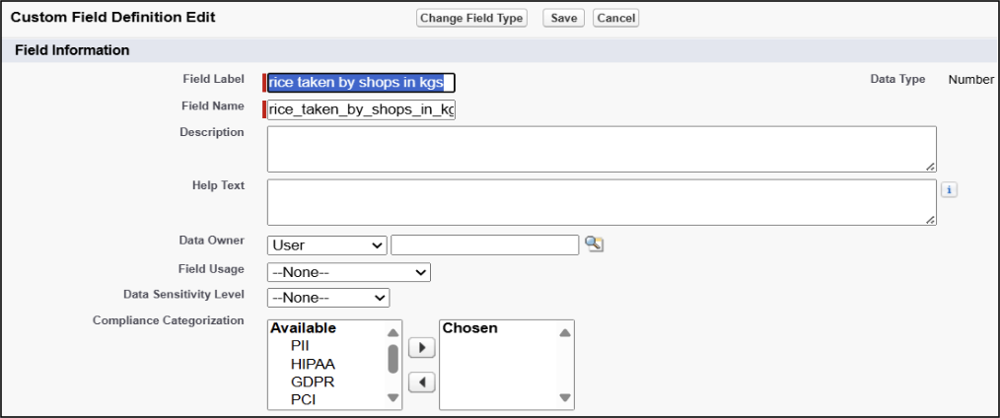 Custom Field Definition Edit
Change Field Type
Save
Cancel
Field Information
Field Label
rice taken by shops in kgs
Data Type
Number
Field Name
rice_taken_by_shops_in_kg
Description
Help Text
i
Data Owner
User
Field Usage
--None--
Data Sensitivity Level
--None--
Compliance Categorization
Available
PII
HIPAA
GDPR
PCI
Chosen